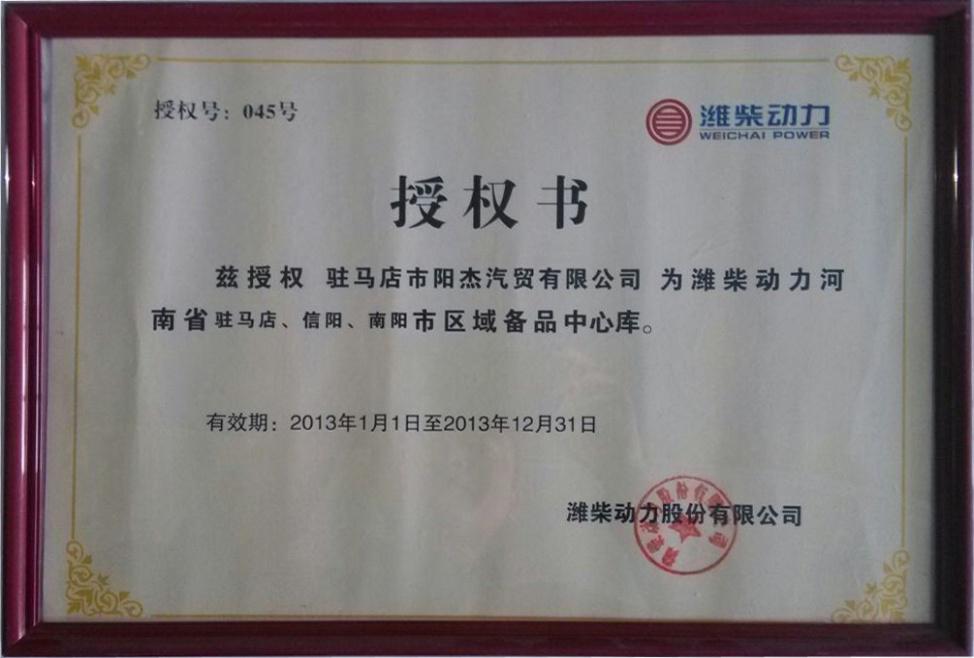 授权号：045号
潍柴动力
WEICHAI POWER
授权书
兹授权 驻马店市阳杰汽贸有限公司 为潍柴动力河
南省驻马店、信阳、南阳市区域备品中心库。
有效期：2013年1月1日至2013年12月31日
潍柴动力股份有限公司